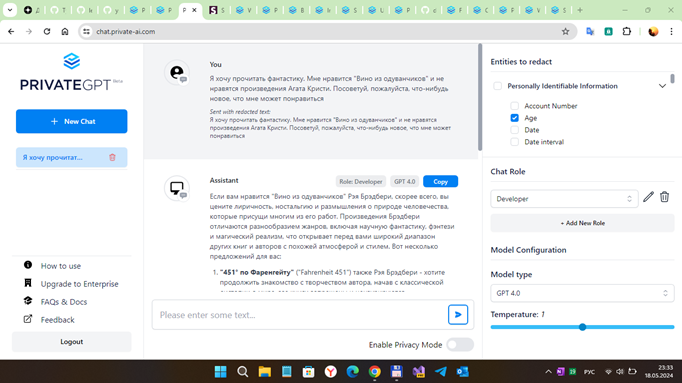 chat.private-ai.com
PRIVATEGPT Beta
New Chat
Я хочу прочитат...
How to use
Upgrade to Enterprise
FAQs & Docs
Feedback
Logout
You
Я хочу прочитать фантастику. Мне нравится "Вино из одуванчиков" и не
нравятся произведения Агата Кристи. Посоветуй, пожалуйста, что-нибудь
новое, что мне может понравиться
Sent with redacted text:
Я хочу прочитать фантастику. Мне нравится "Вино из одуванчиков" и не нравятся
произведения Агата Кристи. Посоветуй, пожалуйста, что-нибудь новое, что мне может
понравиться
Assistant
Role: Developer
GPT 4.0
Copy
Если вам нравится "Вино из одуванчиков" Рэя Брэдбери, скорее всего, вы
цените лиричность, ностальгию и размышления о природе человечества,
которые присущи многим из его работ. Произведения Брэдбери
отличаются разнообразием жанров, включая научную фантастику, фэнтези
и магический реализм, что открывает перед вами широкий диапазон
других книг и авторов с похожей атмосферой и стилем. Вот несколько
предложений для вас:
1. "451° по Фаренгейту" ("Fahrenheit 451") также Рэя Брэдбери – хотите
продолжить знакомство с творчеством автора, начав с классической
Please enter some text...
Enable Privacy Mode
Entities to redact
Personally Identifiable Information
Account Number
Age
Date
Date interval
Chat Role
Developer
+ Add New Role
Model Configuration
Model type
GPT 4.0
Temperature: 1
РУС
23:33
18.05.2024